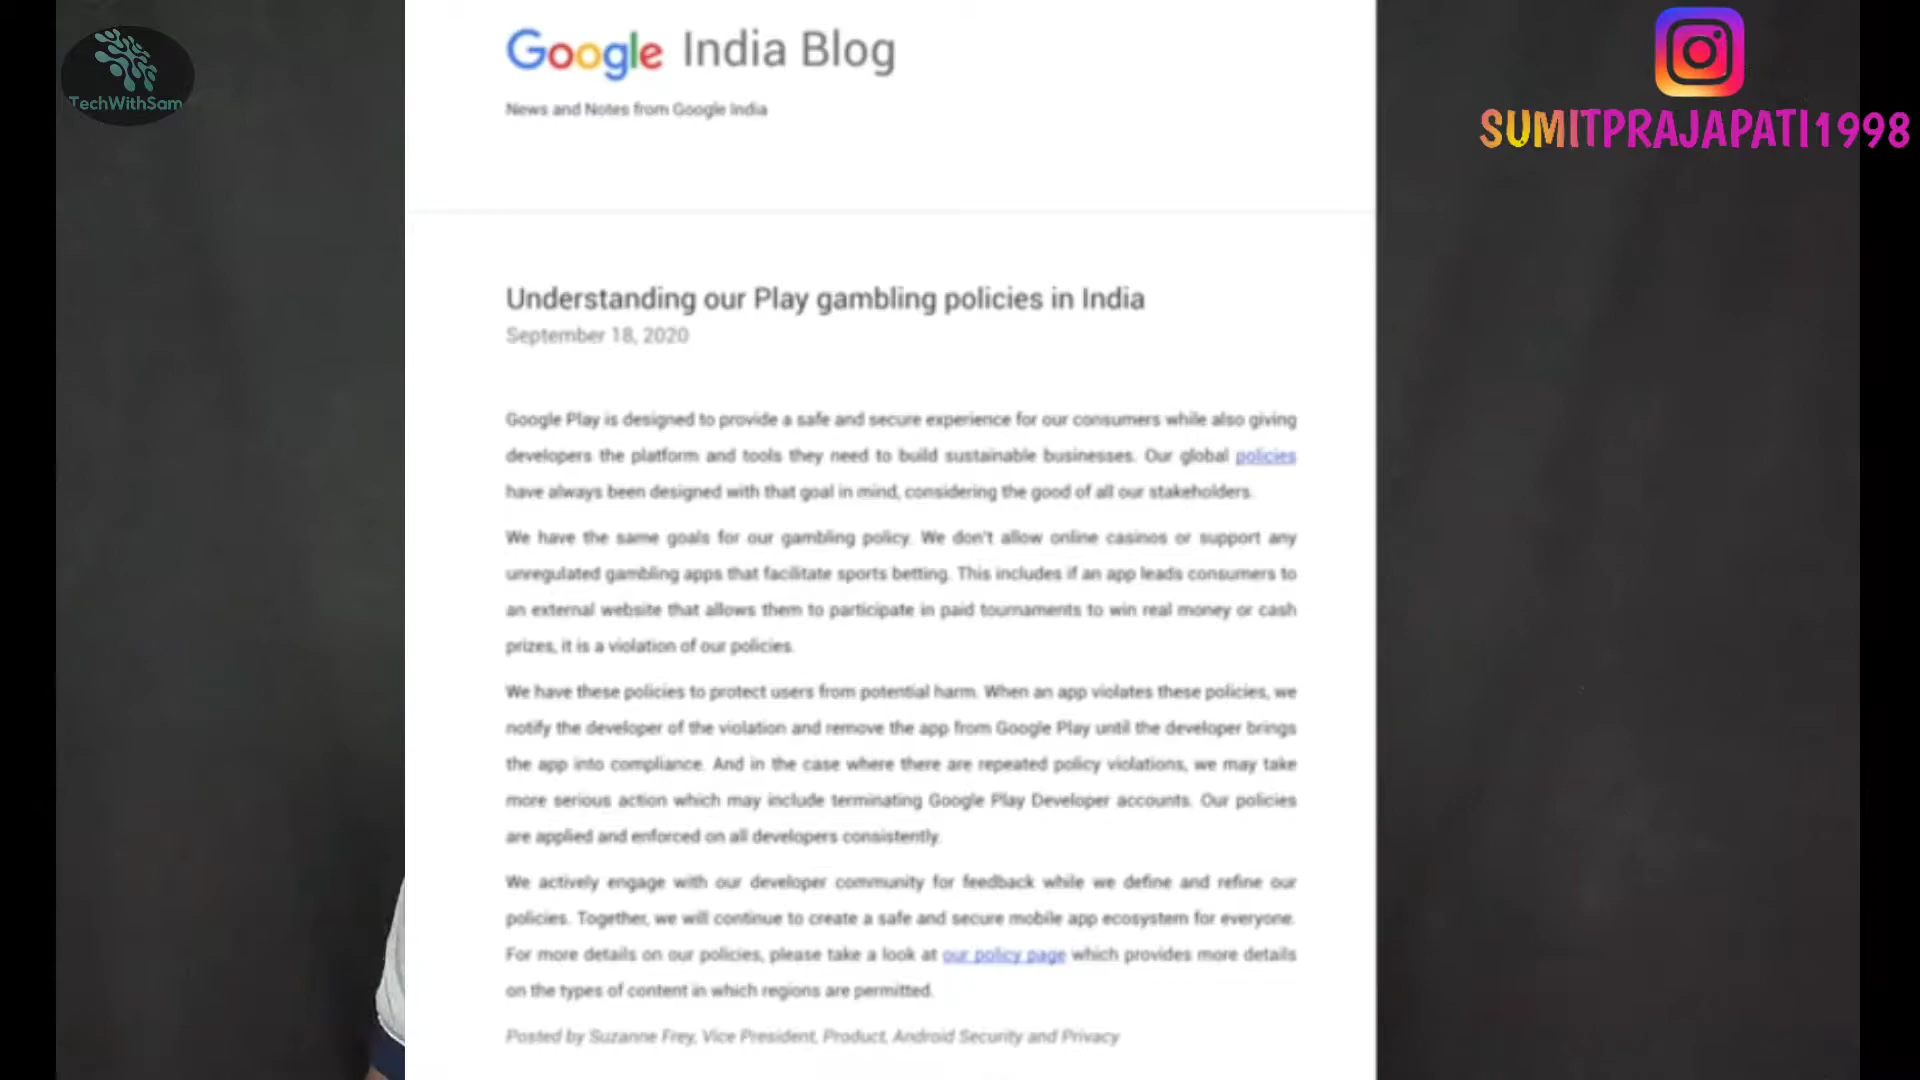 TechWithSam
SUMITPRAJAPATI1998
Google India Blog
News and Notes from Google India
Understanding our Play gambling policies in India
September 18, 2020
Google Play is designed to provide a safe and secure experience for our consumers while also giving
developers the platform and tools they need to build sustainable businesses. Our global policies
have always been designed with that goal in mind, considering the good of all our stakeholders.
We have the same goals for our gambling policy. We don't allow online casinos or support any
unregulated gambling apps that facilitate sports betting. This includes if an app leads consumers to
an external website that allows them to participate in paid tournaments to win real money or cash
prizes, it is a violation of our policies.
We have these policies to protect users from potential harm. When an app violates these policies, we
notify the developer of the violation and remove the app from Google Play until the developer brings
the app into compliance. And in the case where there are repeated policy violations, we may take
more serious action which may include terminating Google Play Developer accounts. Our policies
are applied and enforced on all developers consistently.
We actively engage with our developer community for feedback while we define and refine our
policies. Together, we will continue to create a safe and secure mobile app ecosystem for everyone.
For more details on our policies, please take a look at our policy page which provides more details
on the types of content in which regions are permitted.
Posted by Suzanne Frey, Vice President, Product, Android Security and Privacy